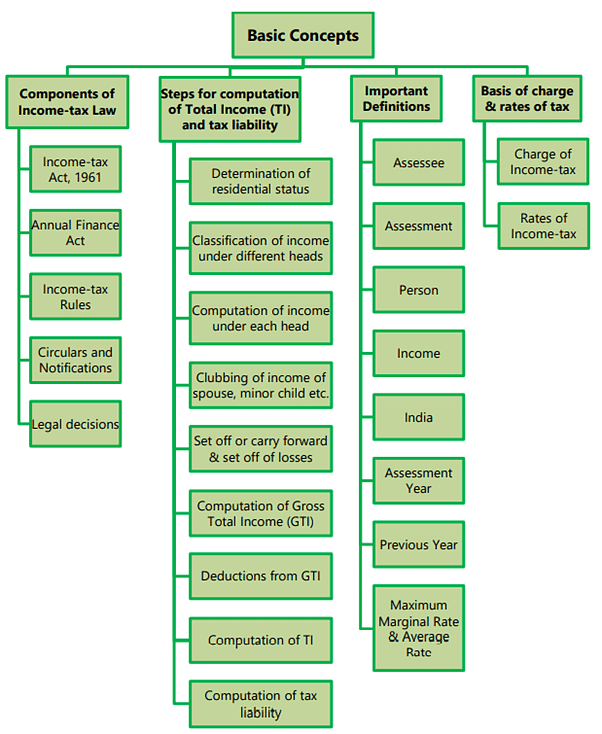 Basic Concepts
Components of
Income-tax Law
Income-tax
Act, 1961
Annual Finance
Act
Income-tax
Rules
Circulars and
Notifications
Legal decisions
Steps for computation
of Total Income (TI)
and tax liability
Determination of
residential status
Classification of income
under different heads
Computation of income
under each head
Clubbing of income of
spouse, minor child etc.
Set off or carry forward
& set off of losses
Computation of Gross
Total Income (GTI)
Deductions from GTI
Computation of TI
Computation of tax
liability
Important
Definitions
Assessee
Assessment
Person
Income
India
Assessment
Year
Previous Year
Maximum
Marginal Rate
& Average
Rate
Basis of charge
& rates of tax
Charge of
Income-tax
Rates of
Income-tax